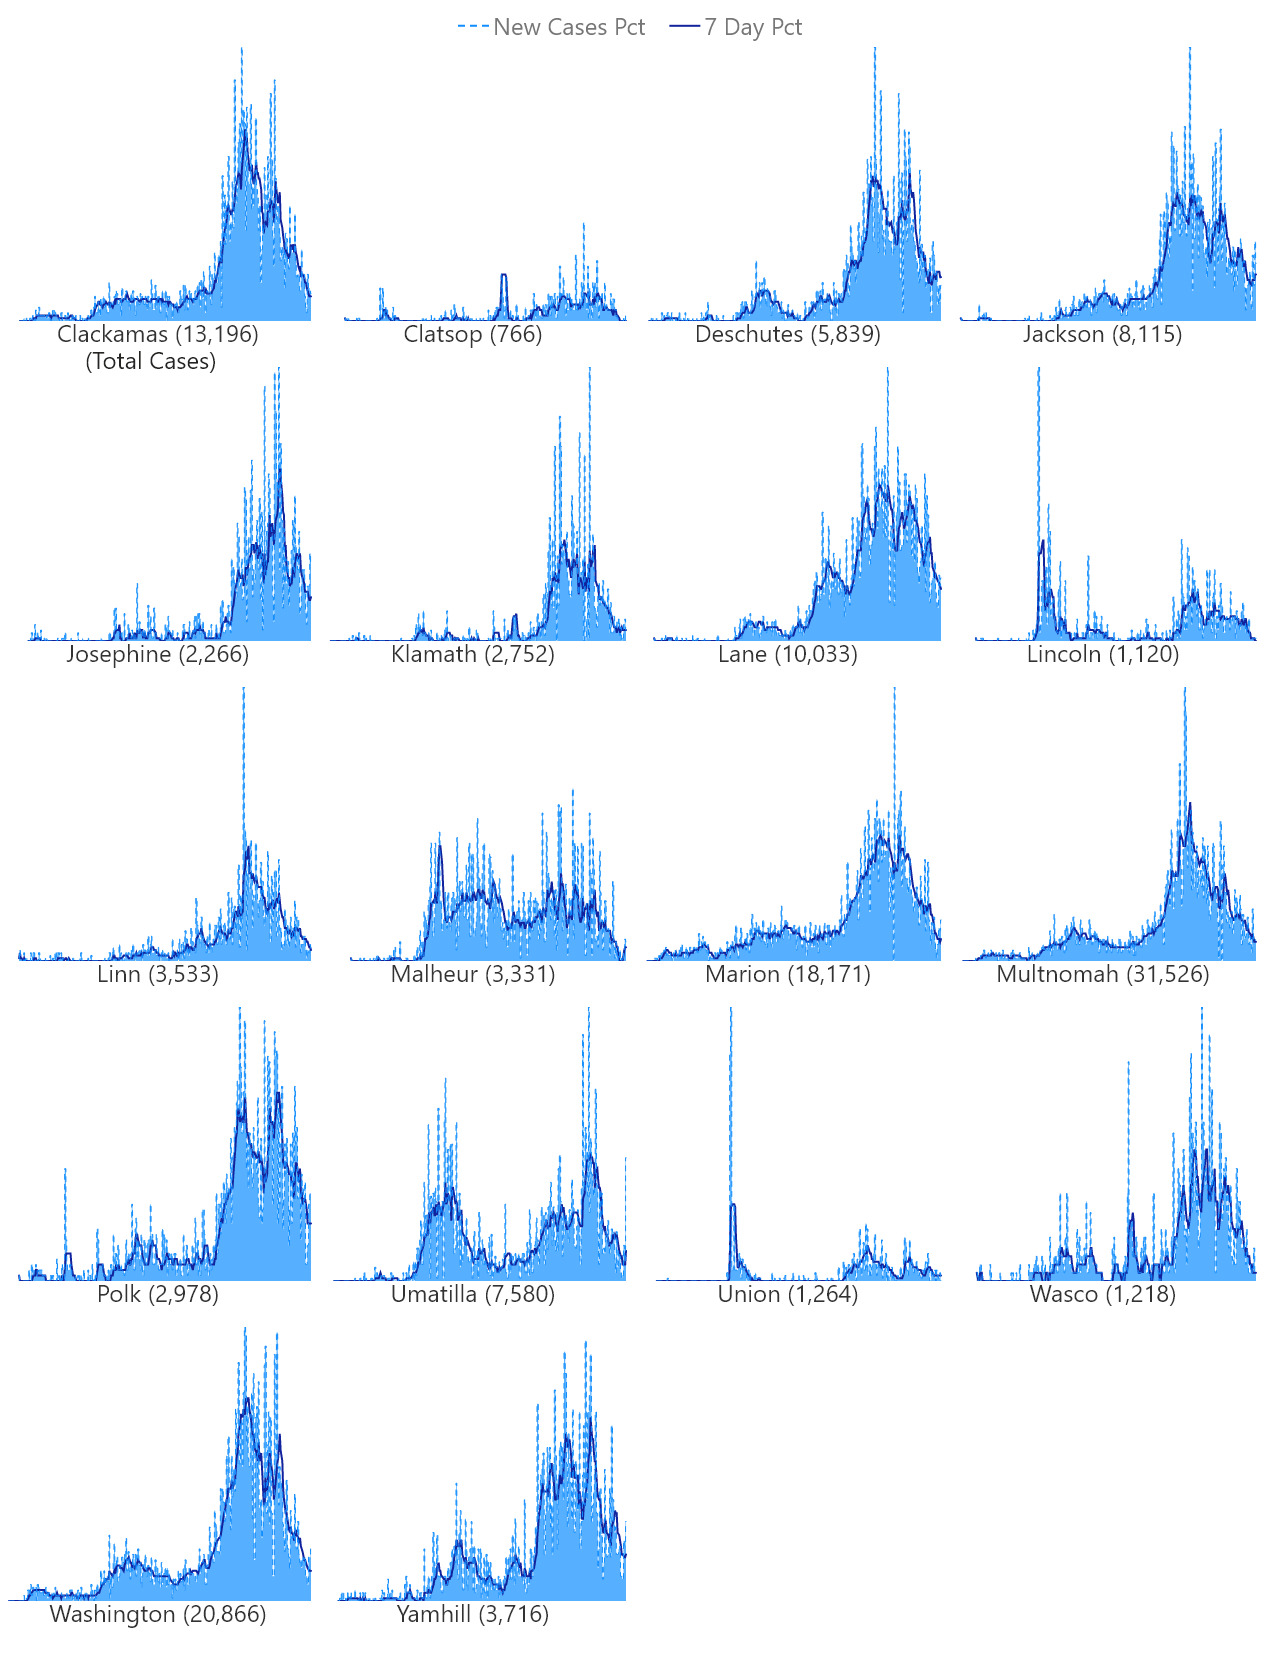 New Cases Pct 7 Day Pct
Clackamas (13,196)
(Total Cases)
Clatsop (766)
Deschutes (5,839)
Jackson (8,115)
Josephine (2,266)
Klamath (2,752)
Lane (10,033)
Lincoln (1,120)
Linn (3,533)
Malheur (3,331)
Marion (18,171)
Multnomah (31,526)
Polk (2,978)
Umatilla (7,580)
Union (1,264)
Wasco (1,218)
Washington (20,866)
Yamhill (3,716)